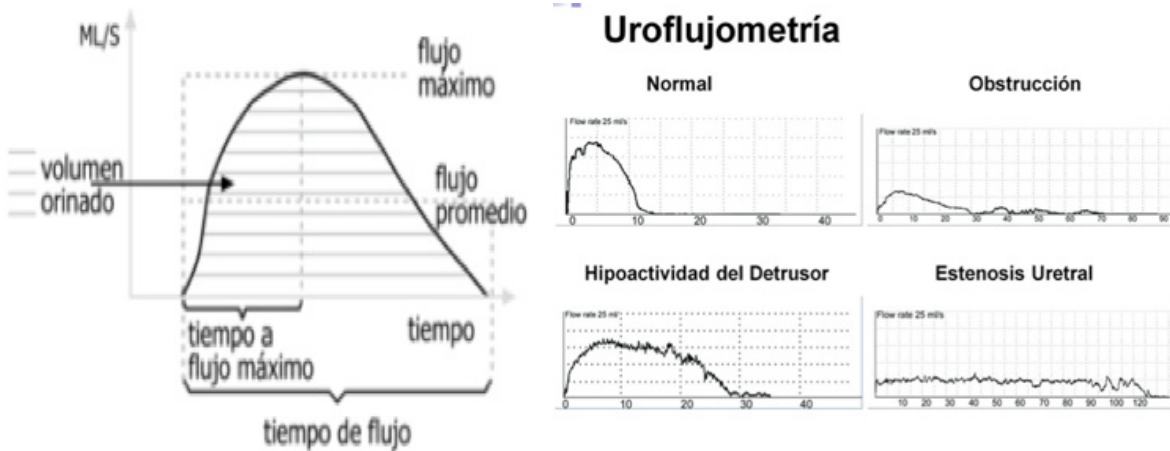 ML/S
flujo
máximo
volumen
orinado
flujo
promedio
tiempo a
flujo máximo
tiempo
tiempo de flujo
Uroflujometría
Normal
Flow rate 25 ml/s
0 10 20 30 40
Obstrucción
Flow rate 25 ml/s
0 10 20 30 40 50 60 70 80 90
Hipoactividad del Detrusor
Flow rate 25 ml/
0 10 20 30 40
Estenosis Uretral
Flow rate 25 ml/s
10 20 30 40 50 60 70 80 90 100 120